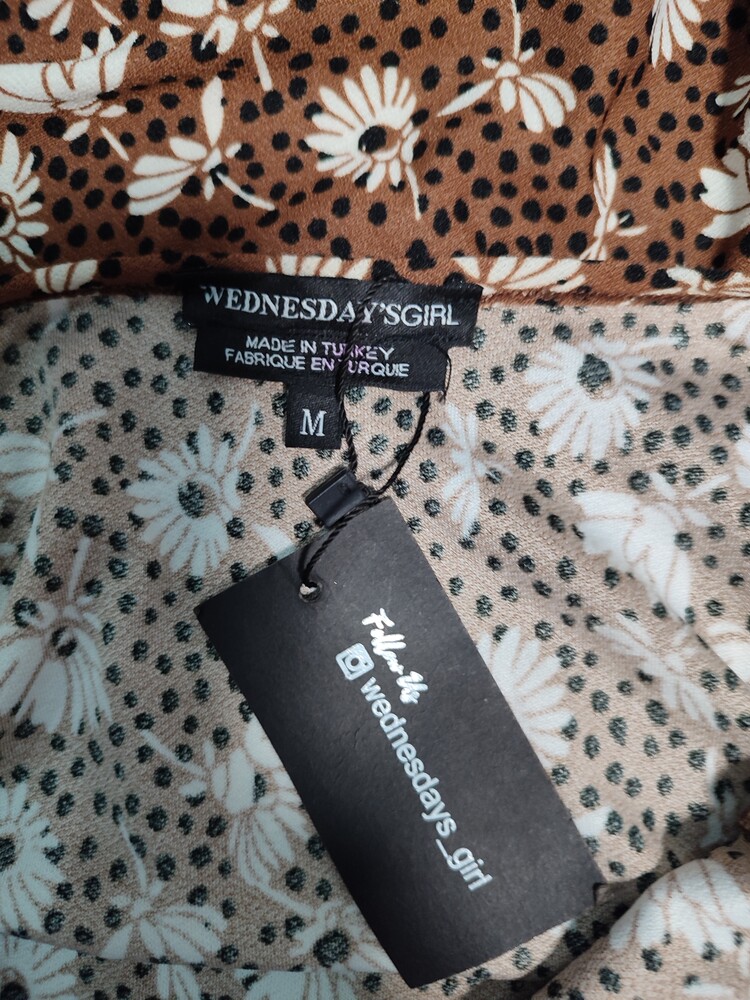 WEDNESDAY'SGIRL
MADE IN TURKEY
FABRIQUE EN TURQUIE
M
Follow Us
wednesdays_girl